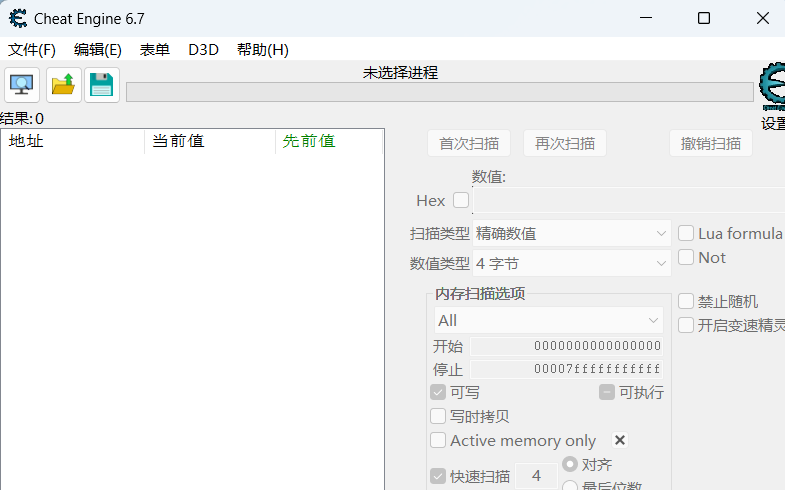 Cheat Engine 6.7
文件(F) 编辑(E) 表单 D3D 帮助(H)
未选择进程
设置
结果:0
地址 当前值 先前值
首次扫描 再次扫描 撤销扫描
数值:
Hex
扫描类型 精确数值 Lua formula
数值类型 4 字节 Not
内存扫描选项
All 禁止随机
开启变速精灵
开始 0000000000000000
停止 00007fffffffffff
可写 可执行
写时拷贝
Active memory only
快速扫描 4 对齐
最后位数